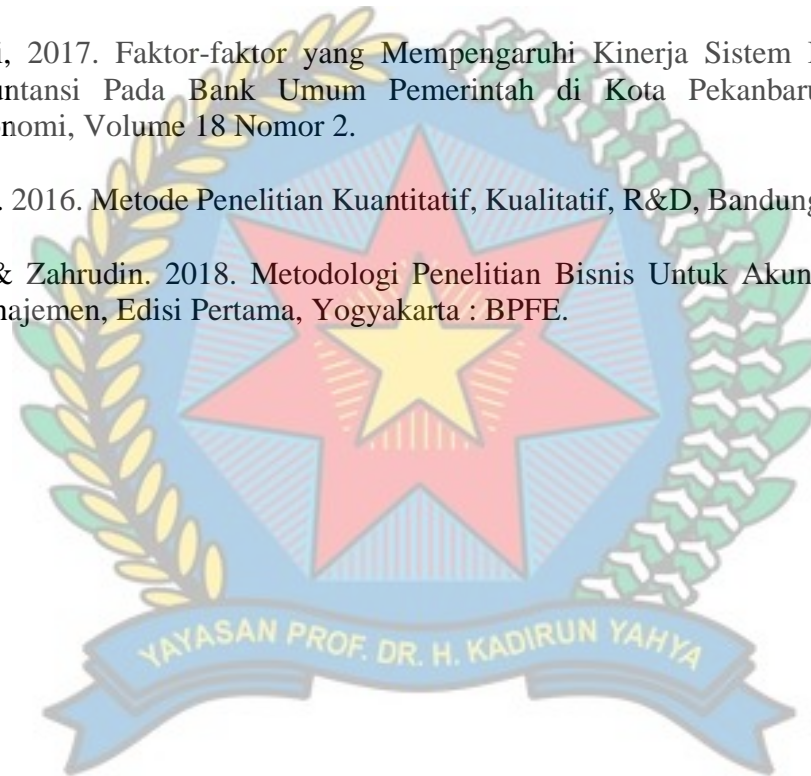 i, 2017. Faktor-faktor yang Mempengaruhi Kinerja Sistem
untansi Pada Bank Umum Pemerintah di Kota Pekanbaru
onomi, Volume 18 Nomor 2.
. 2016. Metode Penelitian Kuantitatif, Kualitatif, R&D, Bandung
& Zahrudin. 2018. Metodologi Penelitian Bisnis Untuk Akun
najemen, Edisi Pertama, Yogyakarta : BPFE.
YAYASAN PROF. DR. H. KADIRUN YAHYA